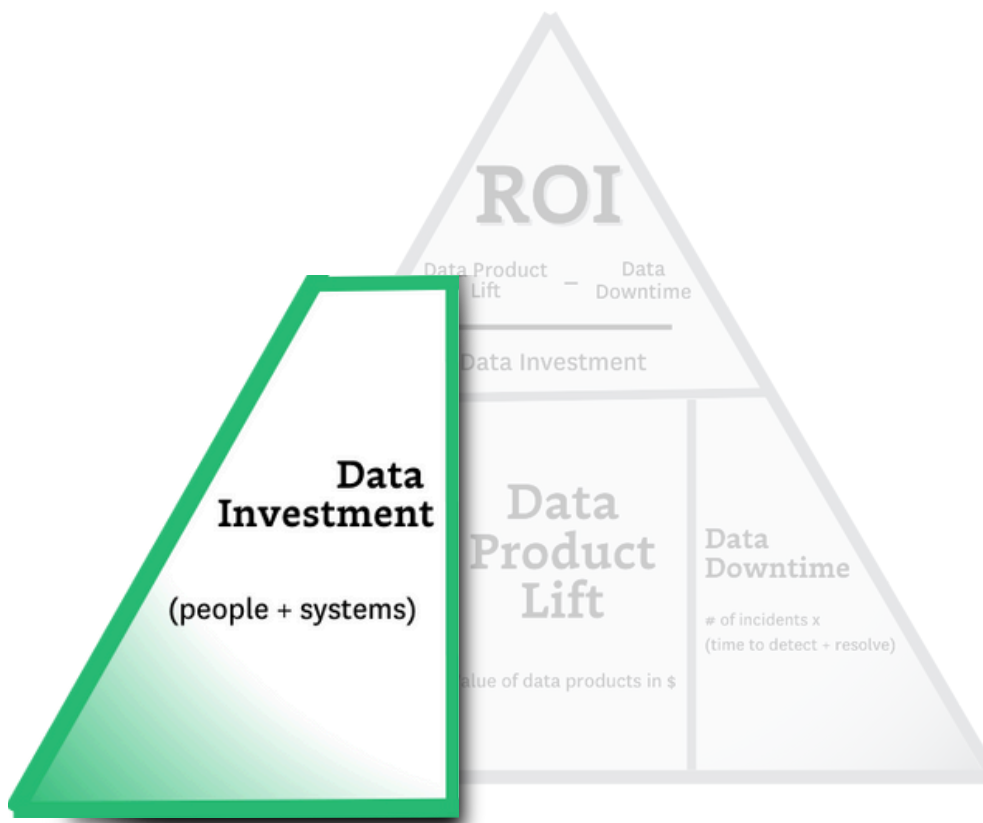 ROI
Data Product Lift – Data Downtime
Data Investment
Data
Investment
(people + systems)
Data
Product
Lift
alue of data products in $
Data
Downtime
# of incidents x
(time to detect + resolve)